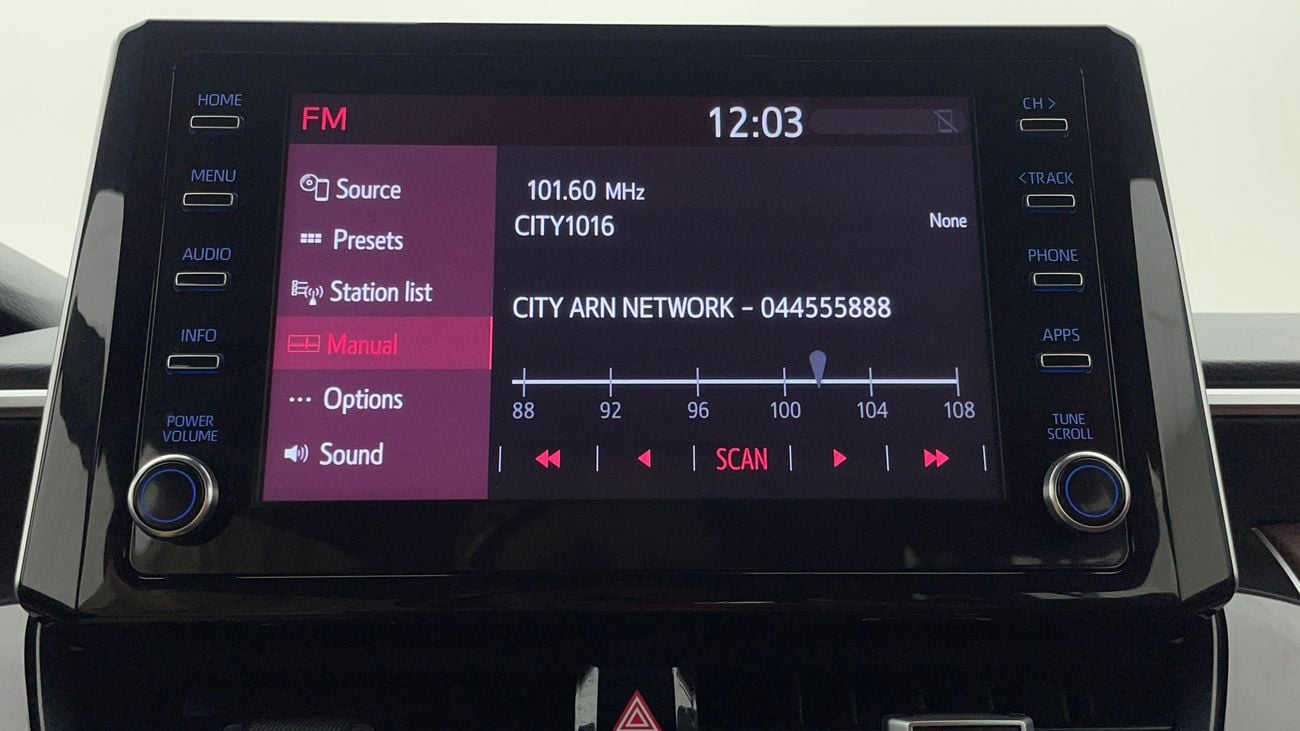 HOME
MENU
AUDIO
INFO
POWER
VOLUME
FM
12:03
Source
Presets
Station list
Manual
Options
Sound
101.60 MHz
CITY1016
None
CITY ARN NETWORK - 044555888
88 92 96 100 104 108
SCAN
CH >
<TRACK
PHONE
APPS
TUNE
SCROLL